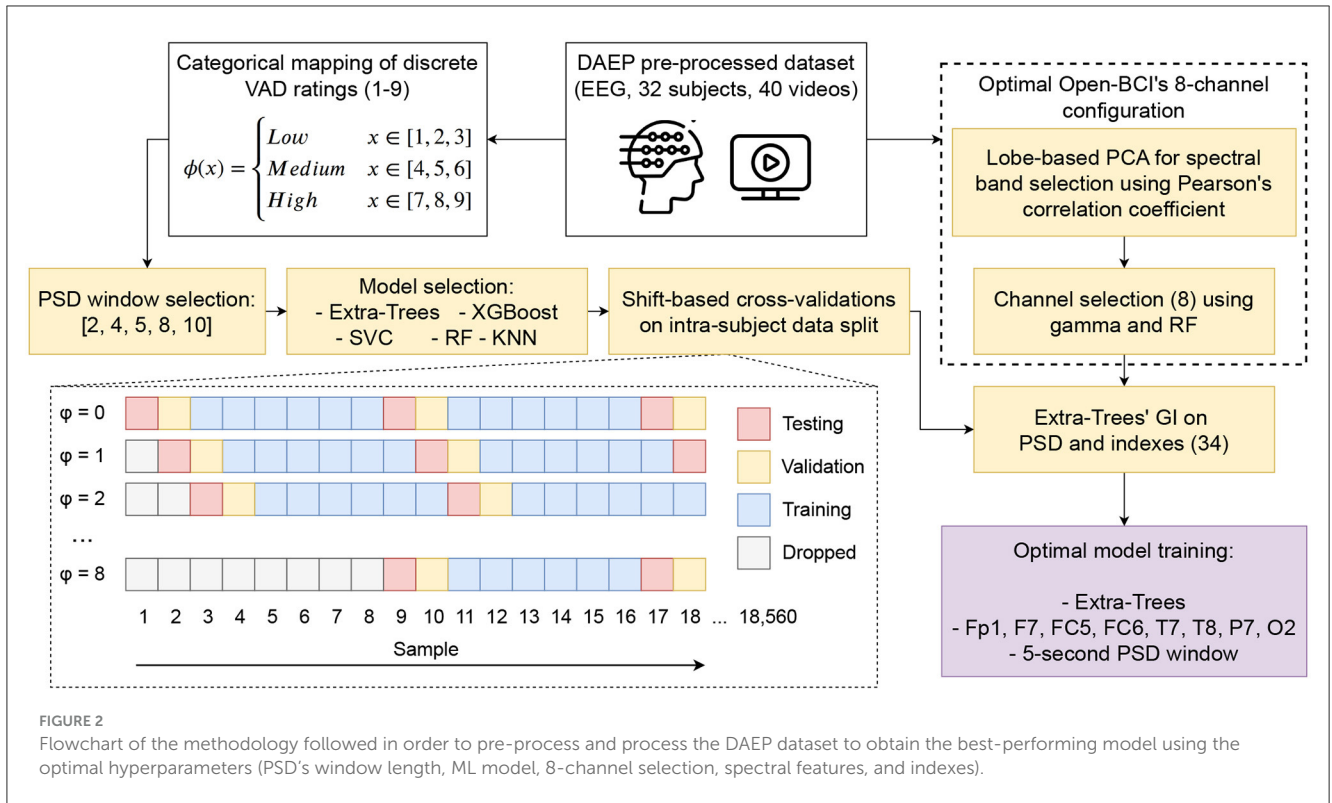 Categorical mapping of discrete
VAD ratings (1-9)
ϕ(x) =
Low x ∈ [1, 2, 3]
Medium x ∈ [4, 5, 6]
High x ∈ [7, 8, 9]
DAEP pre-processed dataset
(EEG, 32 subjects, 40 videos)
Optimal Open-BCI's 8-channel
configuration
Lobe-based PCA for spectral
band selection using Pearson's
correlation coefficient
Channel selection (8) using
gamma and RF
PSD window selection:
[2, 4, 5, 8, 10]
Model selection:
- Extra-Trees - XGBoost
- SVC - RF - KNN
Shift-based cross-validations
on intra-subject data split
Extra-Trees' GI on
PSD and indexes (34)
Optimal model training:
- Extra-Trees
- Fp1, F7, FC5, FC6, T7, T8, P7, O2
- 5-second PSD window
φ = 0
φ = 1
φ = 2
...
φ = 8
1 2 3 4 5 6 7 8 9 10 11 12 13 14 15 16 17 18 ... 18,560
Sample
Testing
Validation
Training
Dropped
FIGURE 2
Flowchart of the methodology followed in order to pre-process and process the DAEP dataset to obtain the best-performing model using the
optimal hyperparameters (PSD's window length, ML model, 8-channel selection, spectral features, and indexes).